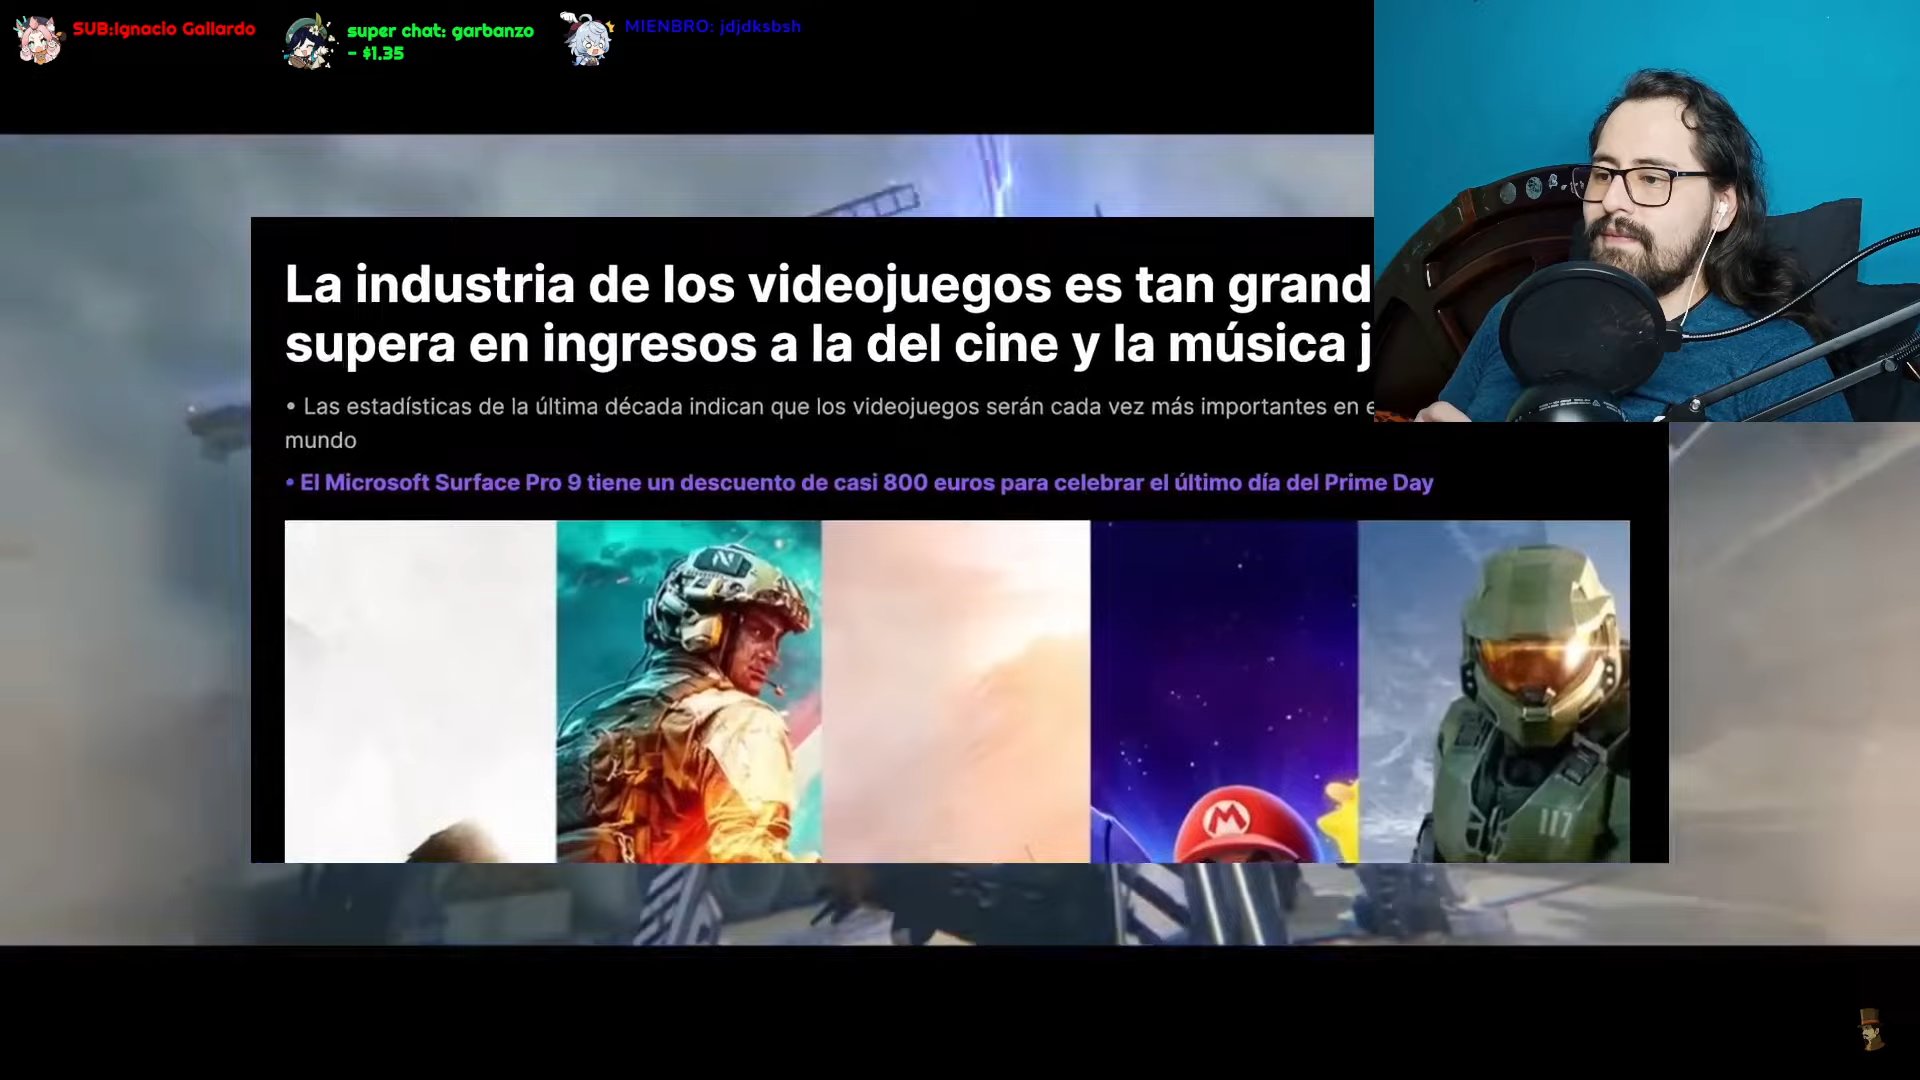 SUB:Ignacio Gallardo
super chat: garbanzo
- $1.35
MIENBRO: jdjdksbsh
La industria de los videojuegos es tan grand
supera en ingresos a la del cine y la música j
• Las estadísticas de la última década indican que los videojuegos serán cada vez más importantes en e
mundo
• El Microsoft Surface Pro 9 tiene un descuento de casi 800 euros para celebrar el último día del Prime Day
M
117